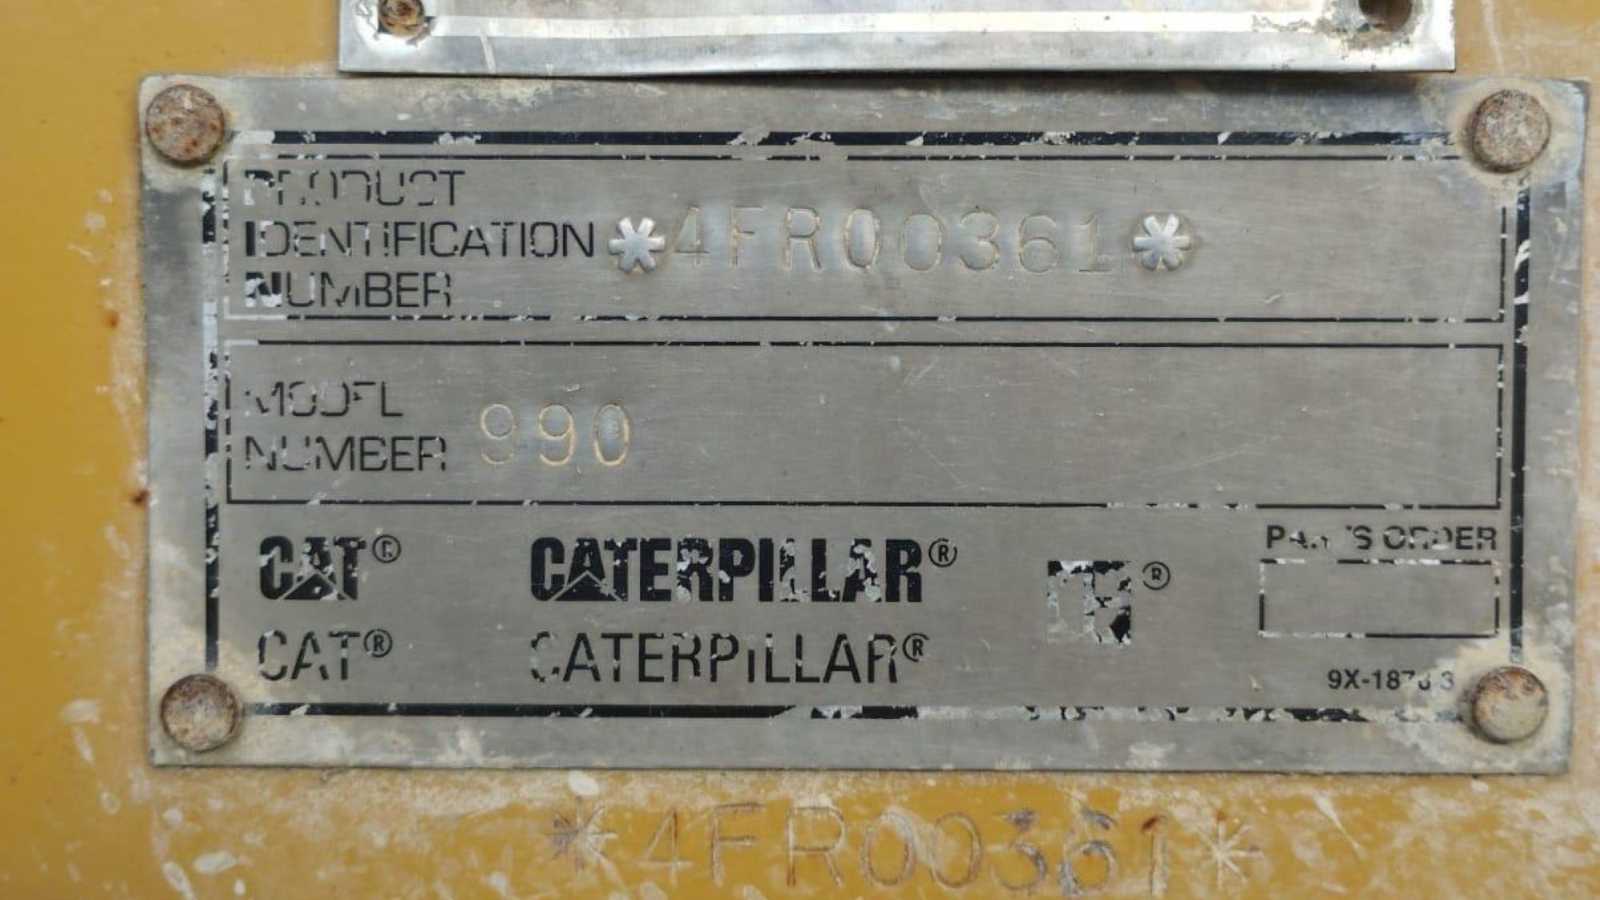 PRODUCT
IDENTIFICATION *4FR00361*
NUMBER
MODEL
NUMBER 990
CAT® CATERPILLAR® ®
PARTS ORDER
CAT® CATERPILLAR®
*4FR00361*